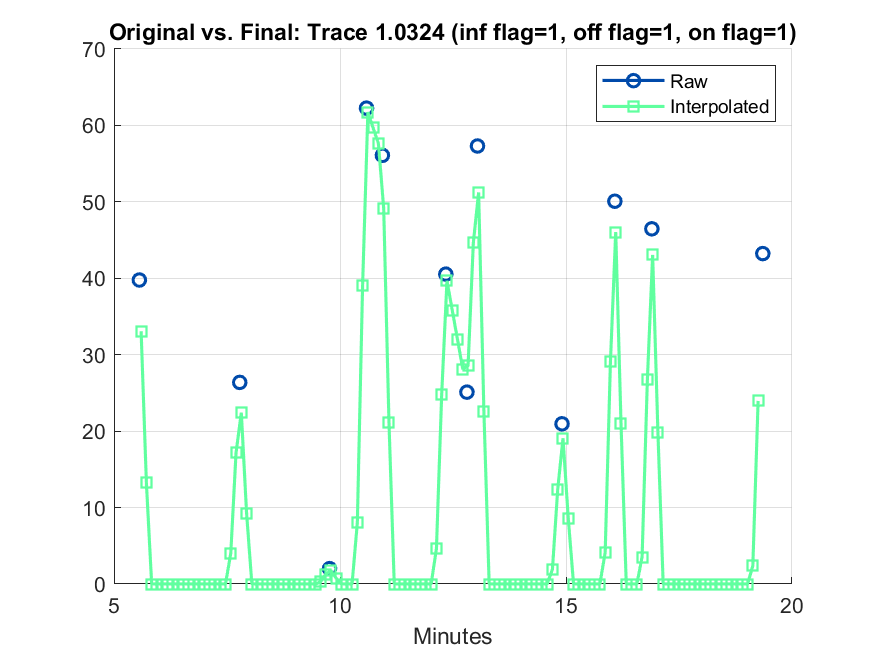 Original vs. Final: Trace 1.0324 (inf flag=1, off flag=1, on flag=1)
70
60
50
40
30
20
10
0
Raw
Interpolated
5 10 15 20
Minutes